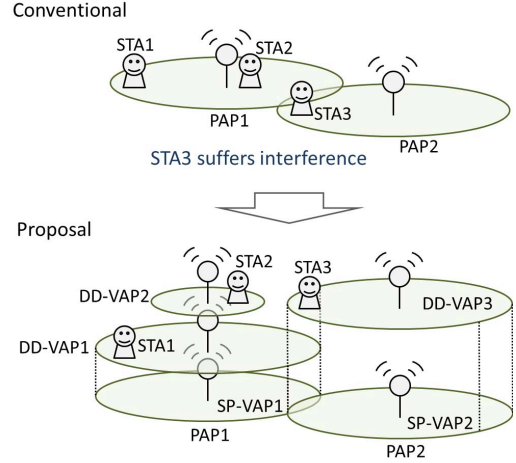 Conventional
STA1
STA2
STA3
PAP1
PAP2
STA3 suffers interference
Proposal
STA2
STA3
DD-VAP2
DD-VAP3
DD-VAP1
STA1
SP-VAP1
SP-VAP2
PAP1
PAP2